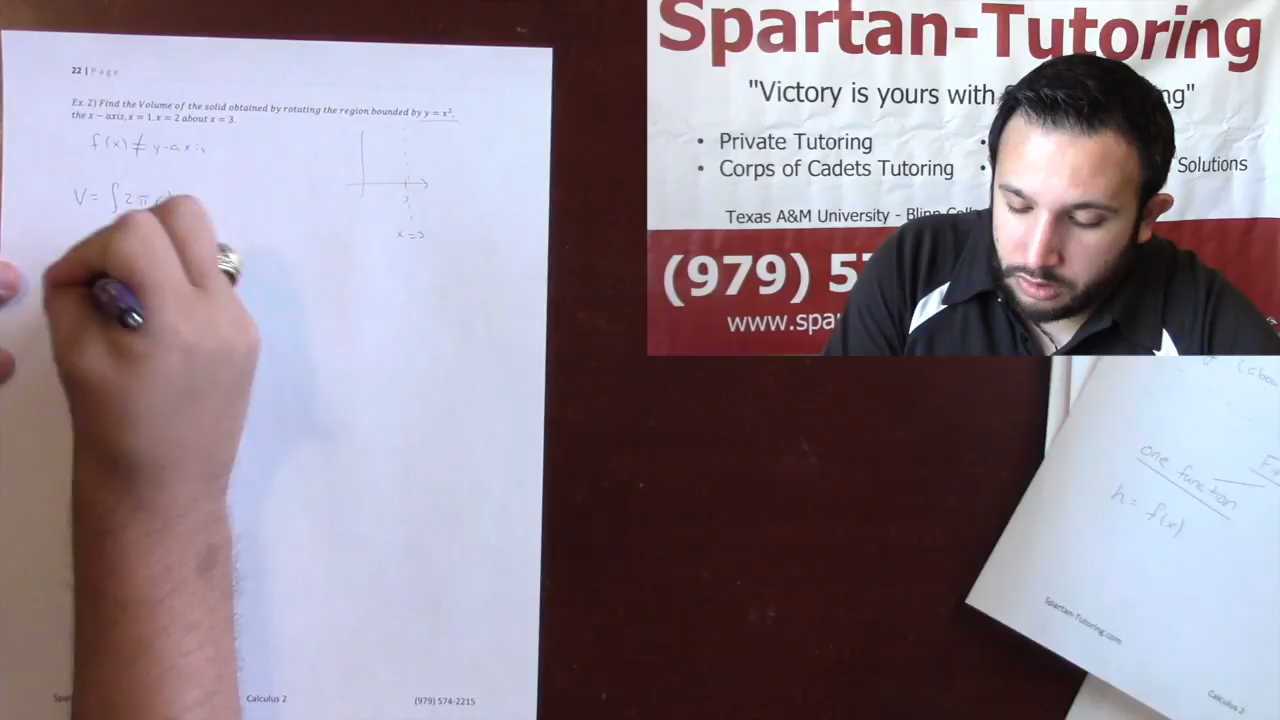 22 | Page
Ex. 2) Find the Volume of the solid obtained by rotating the region bounded by y = x²,
the x − axis, x = 1, x = 2 about x = 3.
f(x) ≠ y-axis
V = ∫ 2π
x = 3
Calculus 2
(979) 574-2215
Spartan-Tutoring
"Victory is yours with
ng"
• Private Tutoring
• Corps of Cadets Tutoring
Solutions
Texas A&M University - Blinn
(979) 57
www.spa
one function
h = f(x)
Spartan-Tutoring.com
Calculus 2